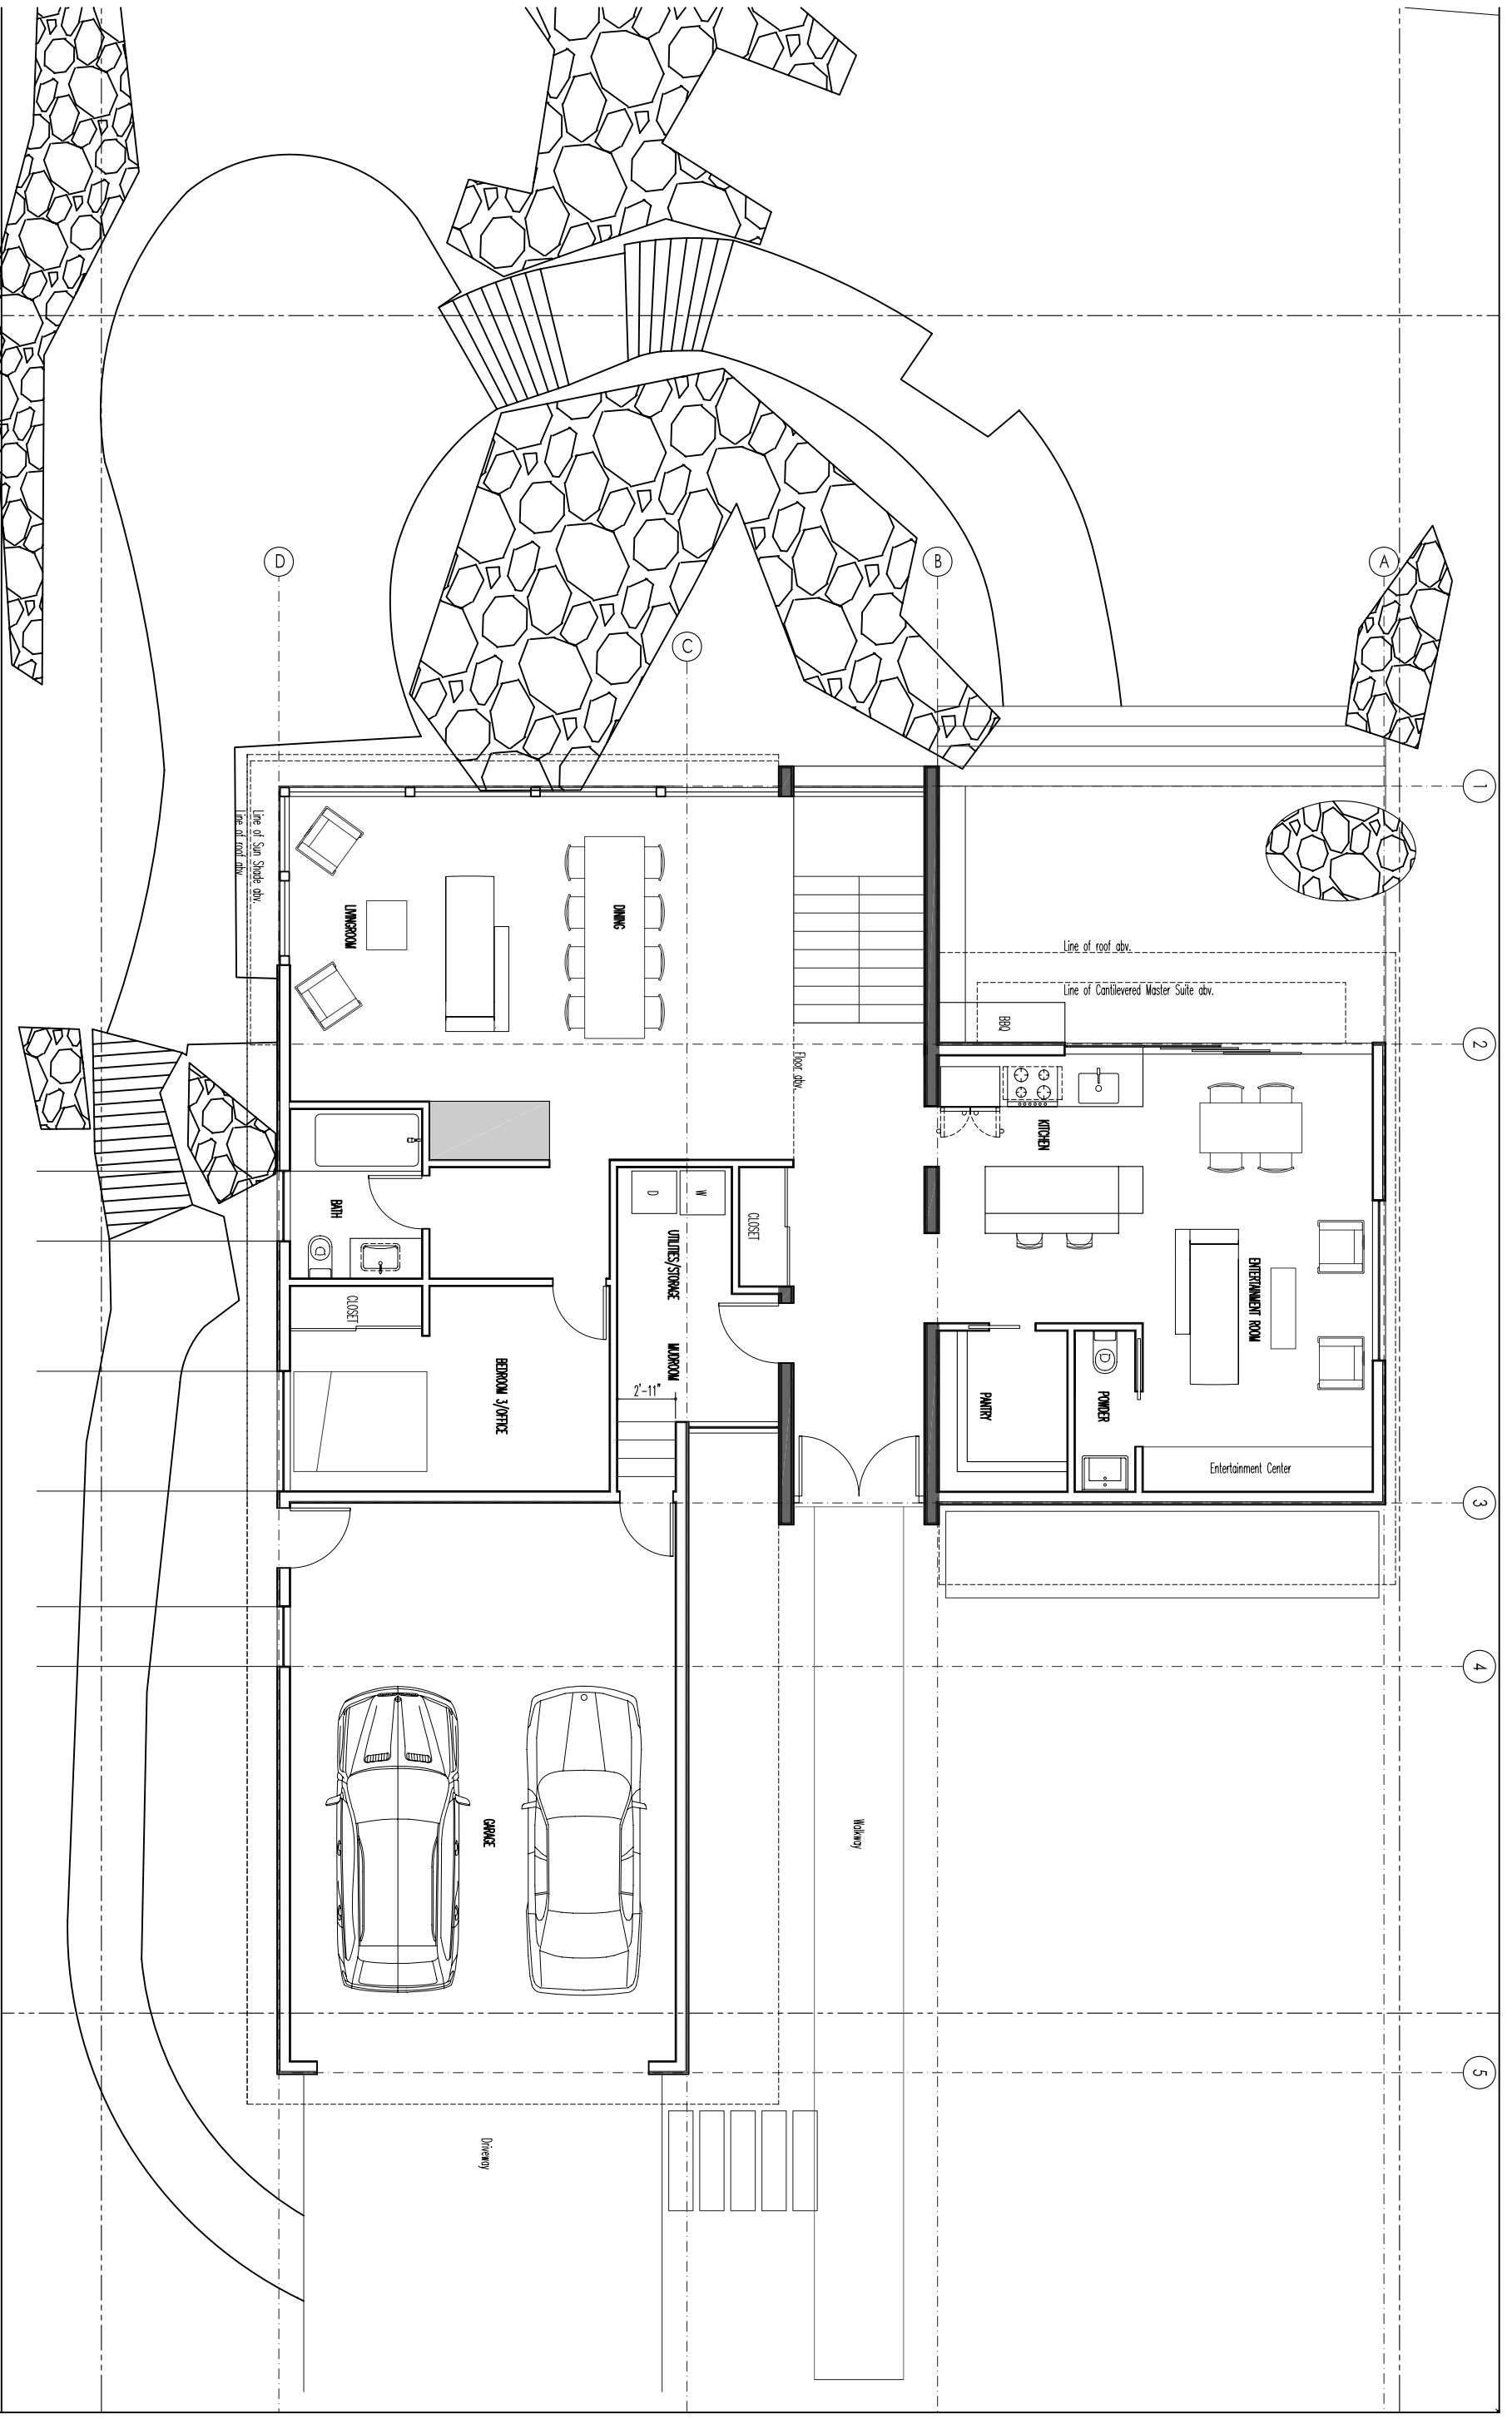 D
C
B
A
1
2
3
4
5
Line of Sun Shade abv.
Line of roof abv.
LIVINGROOM
DINING
Floor abv.
Line of roof abv.
Line of Cantilevered Master Suite abv.
BBQ
KITCHEN
ENTERTAINMENT ROOM
BATH
D
W
CLOSET
UTILITIES/STORAGE
MUDROOM
2'-11"
CLOSET
BEDROOM 3/OFFICE
PANTRY
POWDER
Entertainment Center
GARAGE
Walkway
Driveway